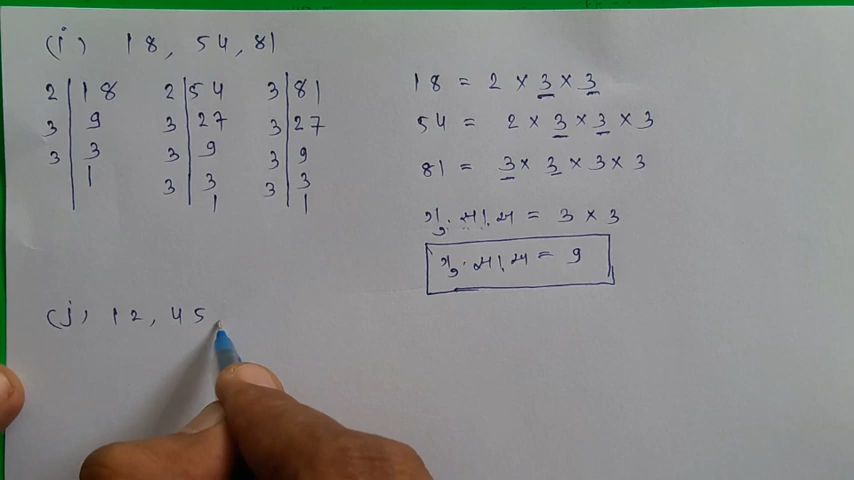 (i) 18, 54, 81
2 | 18 2 | 54 3 | 81
3 | 9 3 | 27 3 | 27
3 | 3 3 | 9 3 | 9
| 1 3 | 3 3 | 3
| 1 | 1
18 = 2 × 3 × 3
54 = 2 × 3 × 3 × 3
81 = 3 × 3 × 3 × 3
ગુ. સા. અ = 3 × 3
ગુ. સા. અ = 9
(j) 12, 45